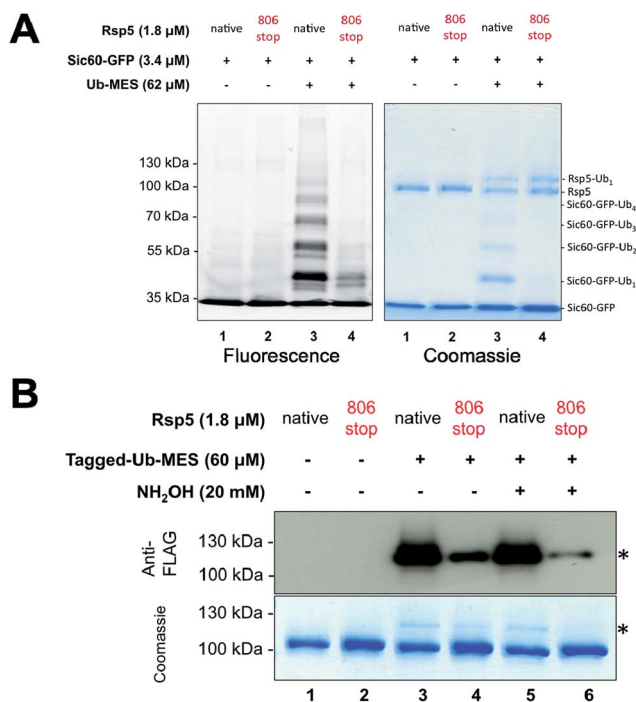 A
Rsp5 (1.8 µM) native 806 stop native 806 stop native 806 stop native 806 stop
Sic60-GFP (3.4 µM) + + + + + + + +
Ub-MES (62 µM) - - + + - - + +
130 kDa -
100 kDa -
70 kDa -
55 kDa -
35 kDa -
Rsp5-Ub₁
Rsp5
Sic60-GFP-Ub₄
Sic60-GFP-Ub₃
Sic60-GFP-Ub₂
Sic60-GFP-Ub₁
Sic60-GFP
1 2 3 4 1 2 3 4
Fluorescence Coomassie
B
Rsp5 (1.8 µM) native 806 stop native 806 stop native 806 stop
Tagged-Ub-MES (60 µM) - - + + + +
NH₂OH (20 mM) - - - - + +
Anti-
FLAG
130 kDa -
100 kDa -
*
Coomassie
130 kDa -
100 kDa -
*
1 2 3 4 5 6